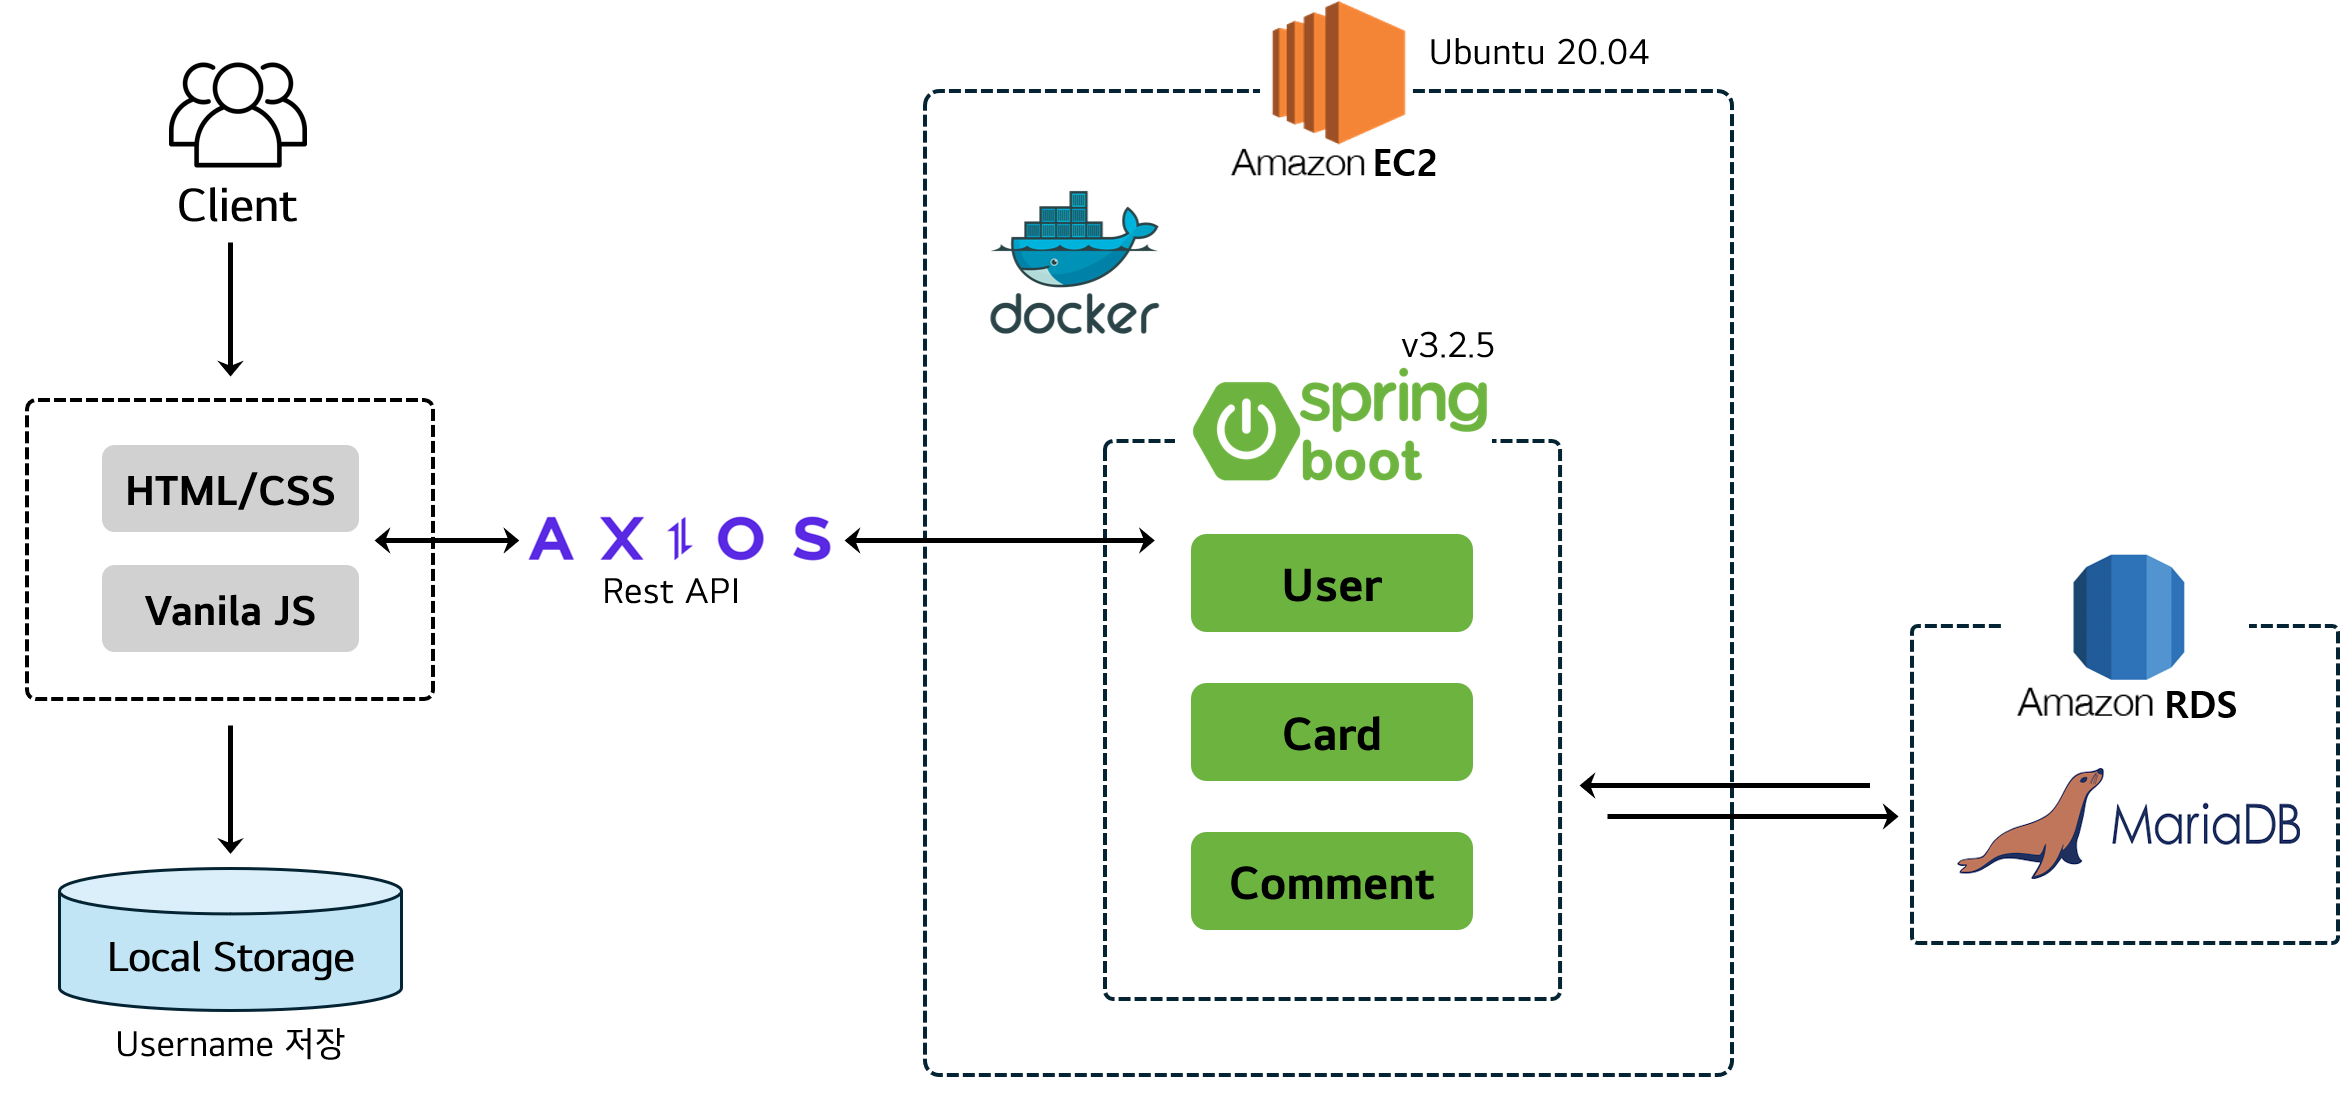 Client
HTML/CSS
Vanila JS
Local Storage
Username 저장
AXIOS
Rest API
Amazon EC2
Ubuntu 20.04
docker
v3.2.5
spring
boot
User
Card
Comment
Amazon RDS
MariaDB